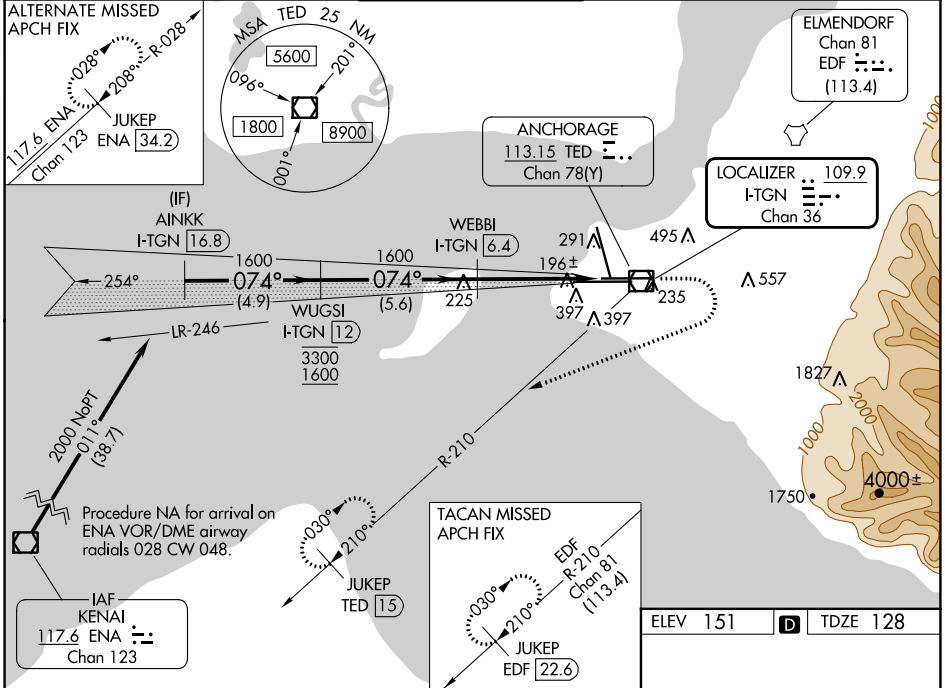 ALTERNATE MISSED
APCH FIX
028°
208°
R-028
117.6 ENA
Chan 123
JUKEP
ENA 34.2
MSA TED 25 NM
5600
096°
201°
1800
8900
001°
ELMENDORF
Chan 81
EDF
(113.4)
ANCHORAGE
113.15 TED
Chan 78(Y)
LOCALIZER 109.9
I-TGN
Chan 36
(IF)
AINKK
I-TGN 16.8
WEBBI
I-TGN 6.4
254°
1600
074°
(4.9)
1600
074°
(5.6)
WUGSI
I-TGN 12
3300
1600
225
196±
291
495
557
235
397
397
LR-246
2000 NoPT
011°
(38.7)
R-210
1827
1000
1000
2000
1750
4000±
Procedure NA for arrival on
ENA VOR/DME airway
radials 028 CW 048.
IAF
KENAI
117.6 ENA
Chan 123
030°
210°
JUKEP
TED 15
TACAN MISSED
APCH FIX
EDF
R-210
Chan 81
(113.4)
030°
210°
JUKEP
EDF 22.6
ELEV 151 D TDZE 128